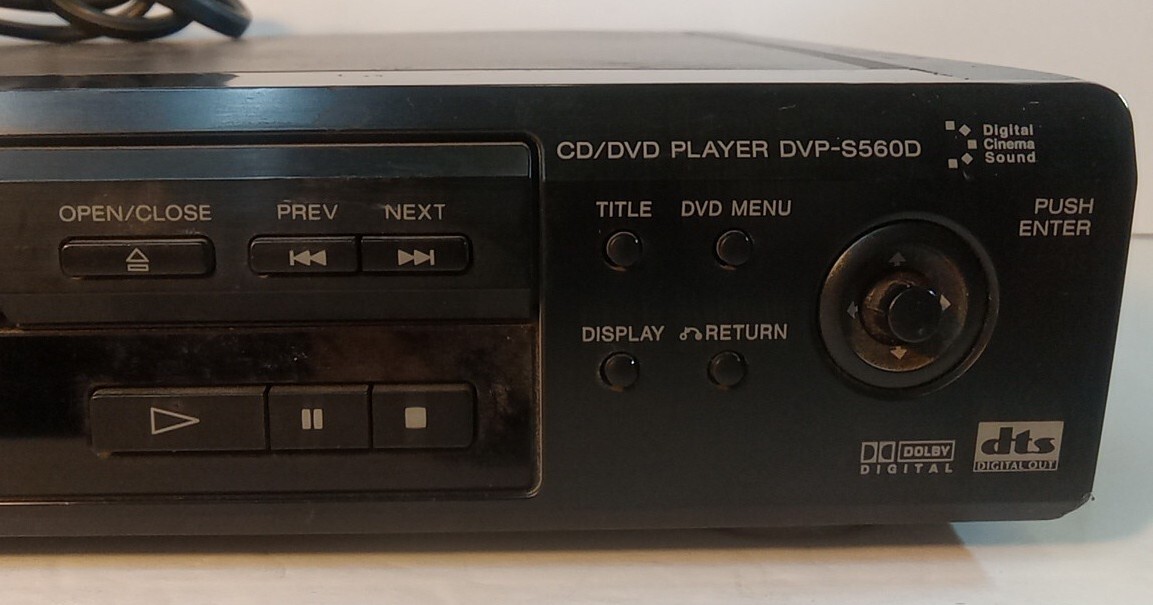 CD/DVD PLAYER DVP-S560D
Digital
Cinema
Sound
OPEN/CLOSE
PREV
NEXT
TITLE
DVD MENU
PUSH
ENTER
DISPLAY
RETURN
DOLBY
DIGITAL
dts
DIGITAL OUT